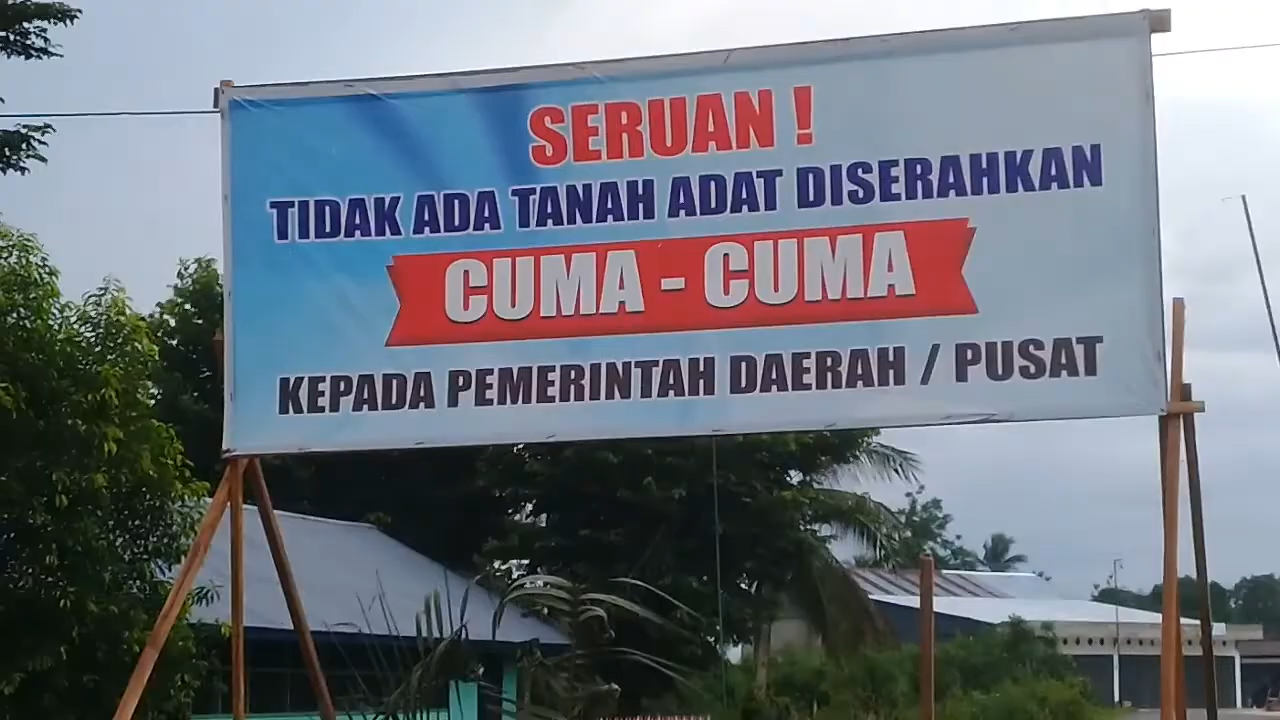 SERUAN !
TIDAK ADA TANAH ADAT DISERAHKAN
CUMA - CUMA
KEPADA PEMERINTAH DAERAH / PUSAT